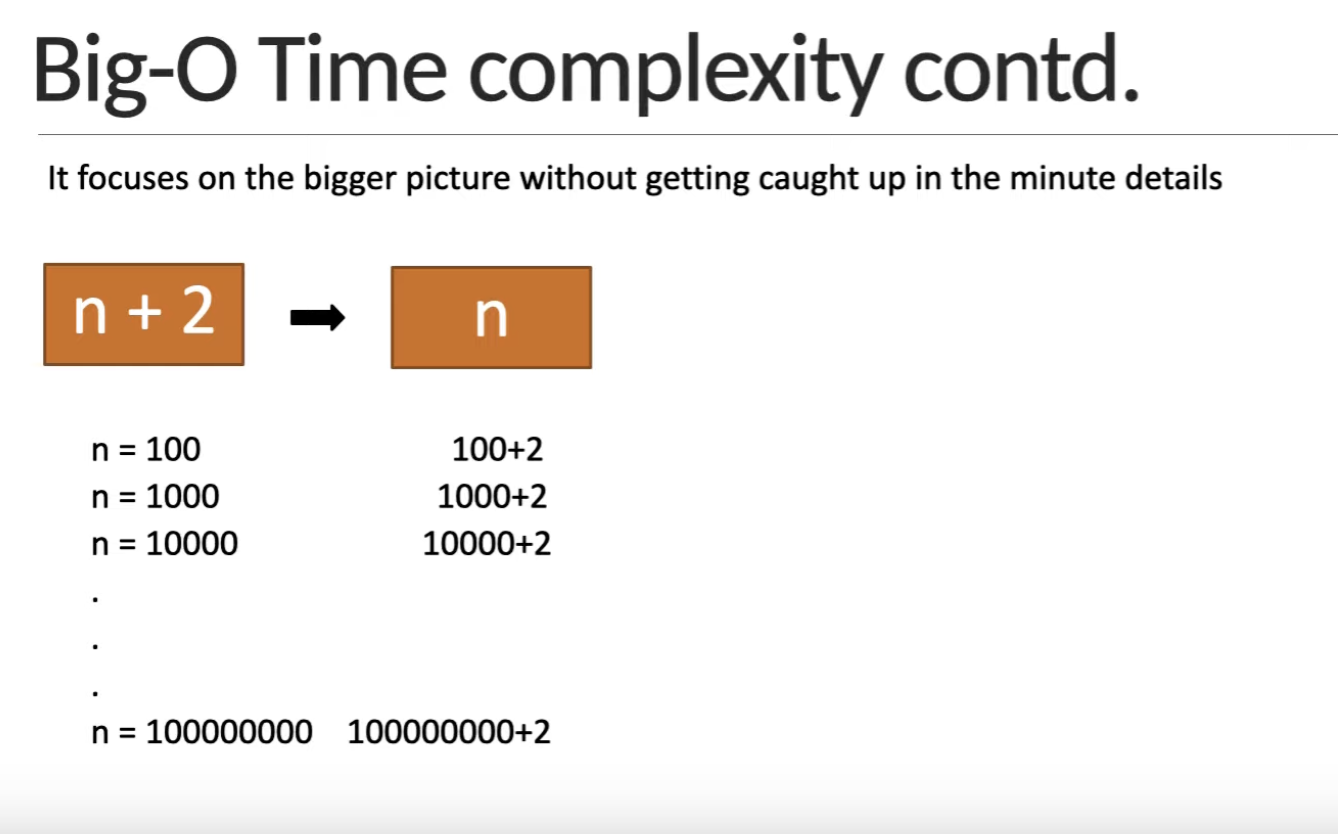 Big-O Time complexity contd.
It focuses on the bigger picture without getting caught up in the minute details
n + 2
n
n = 100 100+2
n = 1000 1000+2
n = 10000 10000+2
.
.
.
n = 100000000 100000000+2